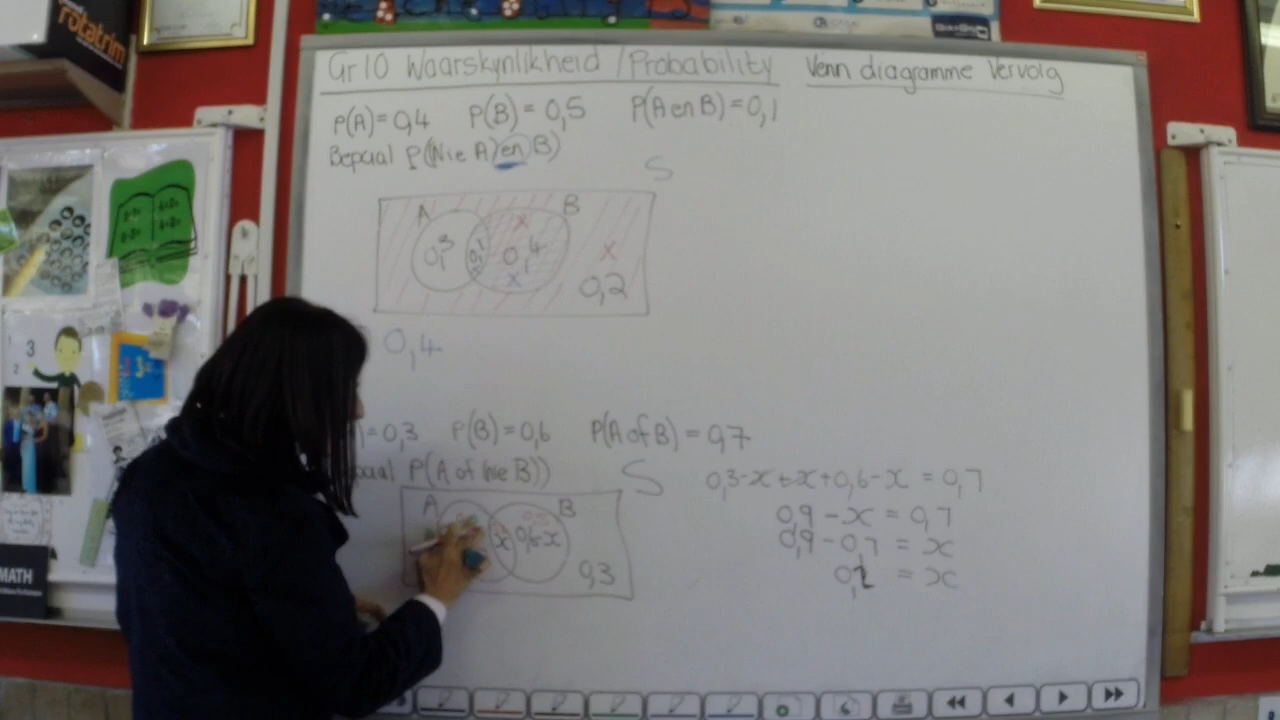 rotatrim
Gr10 Waarskynlikheid / Probability Venn diagramme Vervolg
P(A) = 0,4 P(B) = 0,5 P(A en B) = 0,1
Bepaal P(Nie A) en B)
S
A B
0,3 0,1 0,4
0,2
0,4
= 0,3 P(B) = 0,6 P(A of B) = 0,7
paal P(A of nie B))
S
A B
x 0,6-x
0,3
0,3-x+x+0,6-x = 0,7
0,9 - x = 0,7
0,9 - 0,7 = x
0,2 = x
MATH